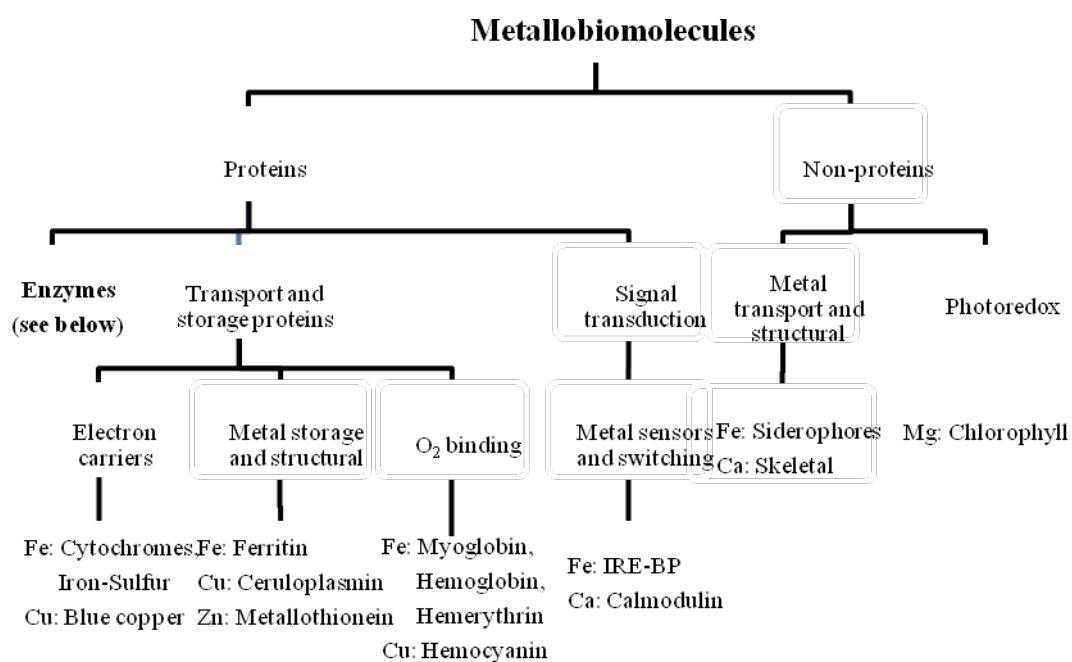 Metallobiomolecules
Proteins
Non-proteins
Enzymes
(see below)
Transport and
storage proteins
Signal
transduction
Metal
transport and
structural
Photoredox
Electron
carriers
Metal storage
and structural
O₂ binding
Metal sensors
and switching
Fe: Siderophores
Ca: Skeletal
Mg: Chlorophyll
Fe: Cytochromes,
Iron-Sulfur
Cu: Blue copper
Fe: Ferritin
Cu: Ceruloplasmin
Zn: Metallothionein
Fe: Myoglobin,
Hemoglobin,
Hemerythrin
Cu: Hemocyanin
Fe: IRE-BP
Ca: Calmodulin